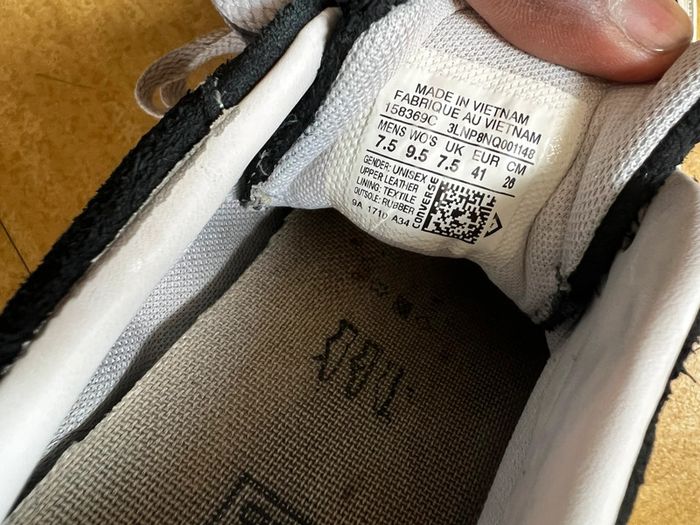 MADE IN VIETNAM
FABRIQUE AU VIETNAM
158369C 3LNP8NQ001148
MENS WO'S UK EUR CM
7.5 9.5 7.5 41 26
GENDER: UNISEX
UPPER: LEATHER
LINING: TEXTILE
OUTSOLE: RUBBER
9A 1710 A34
CONVERSE